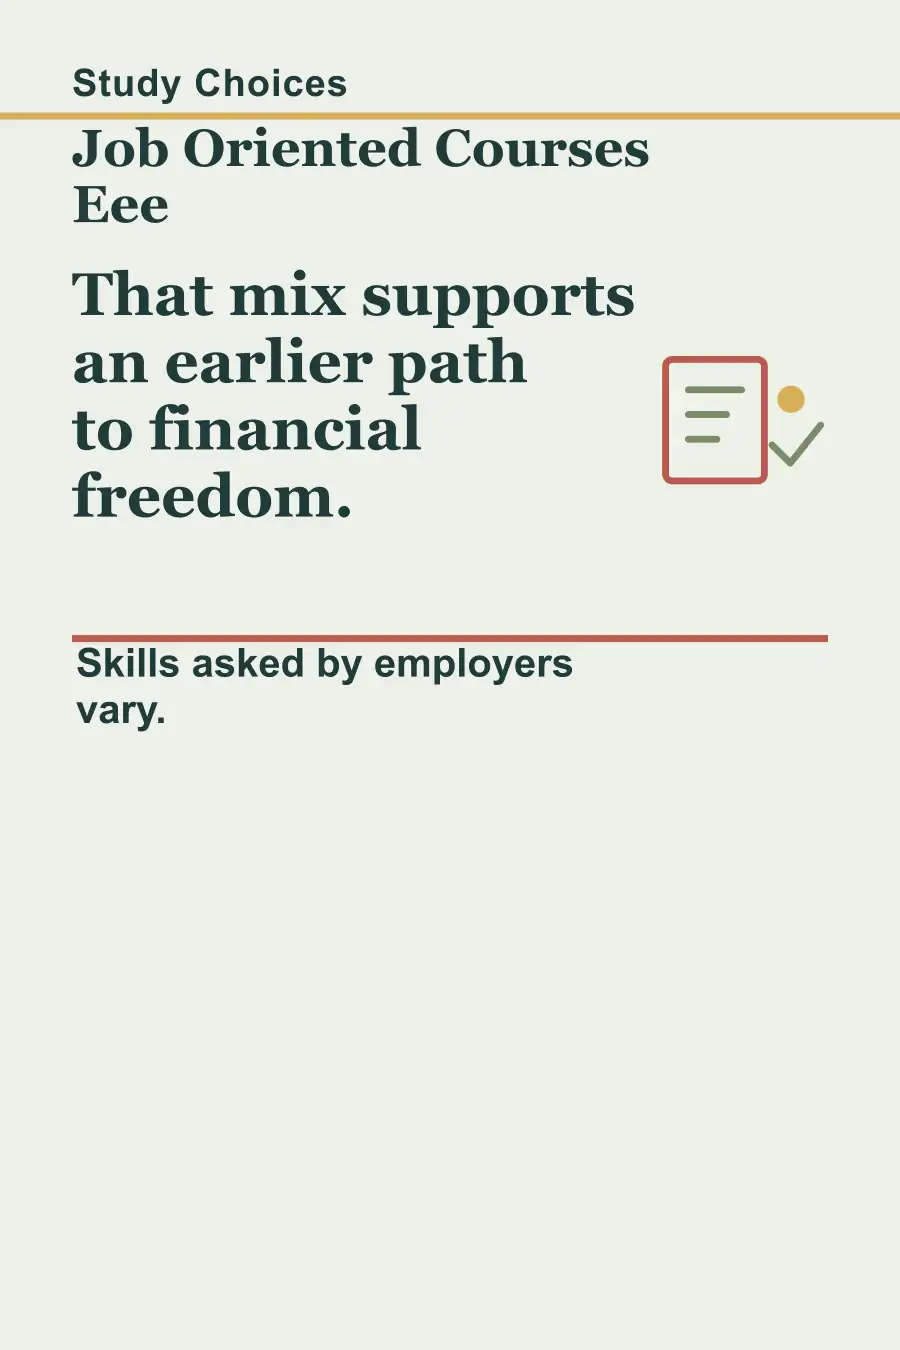 Study Choices
Job Oriented Courses
Eee
That mix supports
an earlier path
to financial
freedom.
Skills asked by employers
vary.